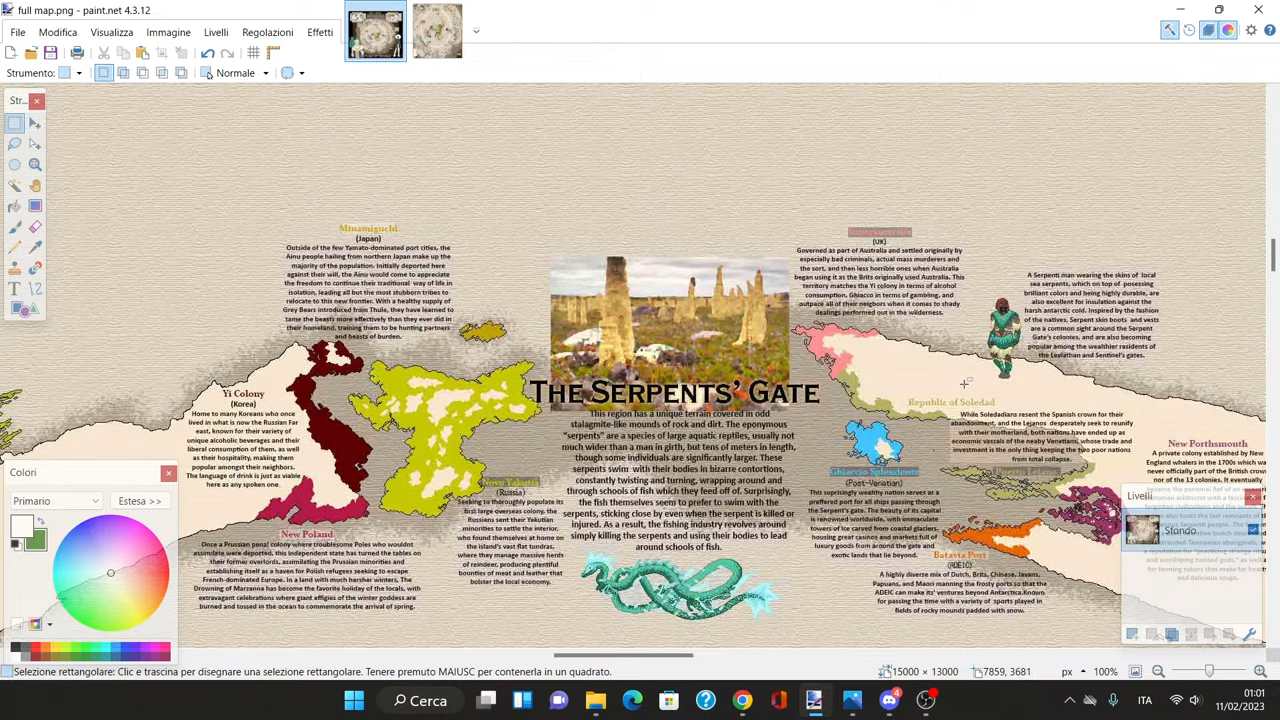 full map.png - paint.net 4.3.12
File Modifica Visualizza Immagine Livelli Regolazioni Effetti
Strumento: Normale
Str...
Minamiguchi
(Japan)
Outside of the few Yamato-dominated port cities, the
Ainu people hailing from northern Japan make up the
majority of the population. Initially deported here
against their will, the Ainu would come to appreciate
the freedom to continue their traditional way of life in
isolation, leading all but the most stubborn tribes to
relocate to this new frontier. With a healthy supply of
Grey Bears introduced from Thule, they have learned to
tame the beasts more effectively than they ever did in
their homeland, training them to be hunting partners
and beasts of burden.
(UK)
Governed as part of Australia and settled originally by
especially bad criminals, actual mass murderers and
the sort, and then less horrible ones when Australia
began using it as the Brits originally used Australia. This
territory matches the Yi colony in terms of alcohol
consumption, Ghiacco in terms of gambling, and
outpace all of their neighbors when it comes to shady
dealings performed out in the wilderness.
A Serpenti man wearing the skins of local
sea serpents, which on top of possessing
brilliant colors and being highly durable, are
also excellent for insulation against the
harsh antarctic cold. Inspired by the fashion
of the natives, Serpent skin boots and vests
are a common sight around the Serpent
Gate's colonies, and are also becoming
popular among the wealthier residents of
the Leviathan and Sentinel's gates.
Yi Colony
(Korea)
Home to many Koreans who once
lived in what is now the Russian Far
east, known for their variety of
unique alcoholic beverages and their
liberal consumption of them, as well
as their hospitality, making them
popular amongst their neighbors.
The language of drink is just as valid
here as any spoken one.
The Serpents' Gate
This region has a unique terrain covered in odd
stalagmite-like mounds of rock and dirt. The eponymous
"serpents" are a species of large aquatic reptiles, usually not
much wider than a man in girth, but tens of meters in length,
though some individuals are significantly larger. These
serpents swim with their bodies in bizarre contortions,
constantly twisting and turning, wrapping around and
through schools of fish which they feed off of. Surprisingly,
the fish themselves seem to prefer to swim with the
serpents, sticking close by even when the serpent is killed or
injured. As a result, the fishing industry revolves around
simply killing the serpents and using their bodies to lead
around schools of fish.
Republic of Soledad
While Soledadians resent the Spanish crown for their
abandonment, and the Lejanos desperately seek to reunify
with their motherland, both nations have ended up as
economic vassals of the neaby Venetians, whose trade and
investment is the only thing keeping the two poor nations
from total collapse.
Puerto Lejano
New Porthsmouth
A private colony established by
New England whalers in the 1700s which was
never officially part of the British crown
nor of the 13 colonies. It eventually
Novo Yakutia
(Russia)
Seeking to thoroughly populate its
first large overseas colony, the
Russians sent their Yakutian
minority to settle the interior,
who found themselves at home on
the island's vast flat tundras,
where they manage massive herds
of reindeer, producing plentiful
bounties of meat and leather that
bolster the local economy.
Ghiaccio Splendente
(Post-Venetian)
This suprisingly wealthy nation serves as a
preffered port for all ships passing through
the Serpent's gate. The beauty of its capital
is renowned worldwide, with immaculate
towers of ice carved from coastal glaciers,
housing great casinos and markets full of
luxury goods from around the gate and
exotic lands that lie beyond.
New Poland
Once a Prussian penal colony where troublesome Poles who wouldnt
assimilate were deported, this independent state has turned the tables on
their former overlords, assimilating the Prussian minorities and
establishing itself as a haven for Polish refugees seeking to escape
French-dominated Europe. In a land with much harsher winters, The
Drowning of Marzanna has become the favorite holiday of the locals, with
extravagant celebrations where giant effigies of the winter goddess are
burned and tossed in the ocean to commemorate the arrival of spring.
Batavia Port
(ADEIC)
A highly diverse mix of Dutch, Brits, Chinese, Javans,
Papuans, and Maori manning the frosty ports so that the
ADEIC can make its' ventures beyond Antarctica.Known
for passing the time with a variety of sports played in
fields of rocky mounds padded with snow.
Colori
Primario Estesa >>
Livelli
Sfondo
Selezione rettangolare: Clic e trascina per disegnare una selezione rettangolare. Tenere premuto MAIUSC per contenerla in un quadrato.
15000 × 13000 7859, 3681 px 100%
Cerca
4
ITA
01:01
11/02/2023